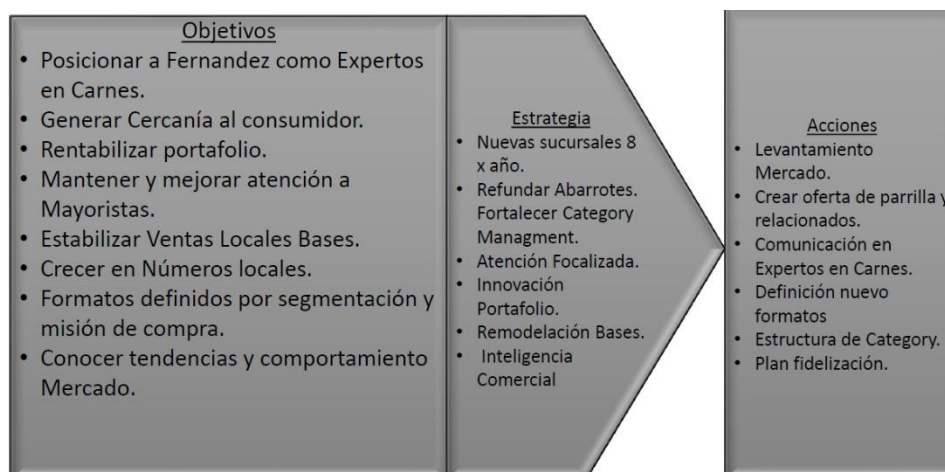 Objetivos
• Posicionar a Fernandez como Expertos
en Carnes.
• Generar Cercanía al consumidor.
• Rentabilizar portafolio.
• Mantener y mejorar atención a
Mayoristas.
• Estabilizar Ventas Locales Bases.
• Crecer en Números locales.
• Formatos definidos por segmentación y
misión de compra.
• Conocer tendencias y comportamiento
Mercado.
Estrategia
• Nuevas sucursales 8
x año.
• Refundar Abarrotes.
Fortalecer Category
Managment.
• Atención Focalizada.
• Innovación
Portafolio.
• Remodelación Bases.
• Inteligencia
Comercial
Acciones
• Levantamiento
Mercado.
• Crear oferta de parrilla y
relacionados.
• Comunicación en
Expertos en Carnes.
• Definición nuevo
formatos
• Estructura de Category.
• Plan fidelización.